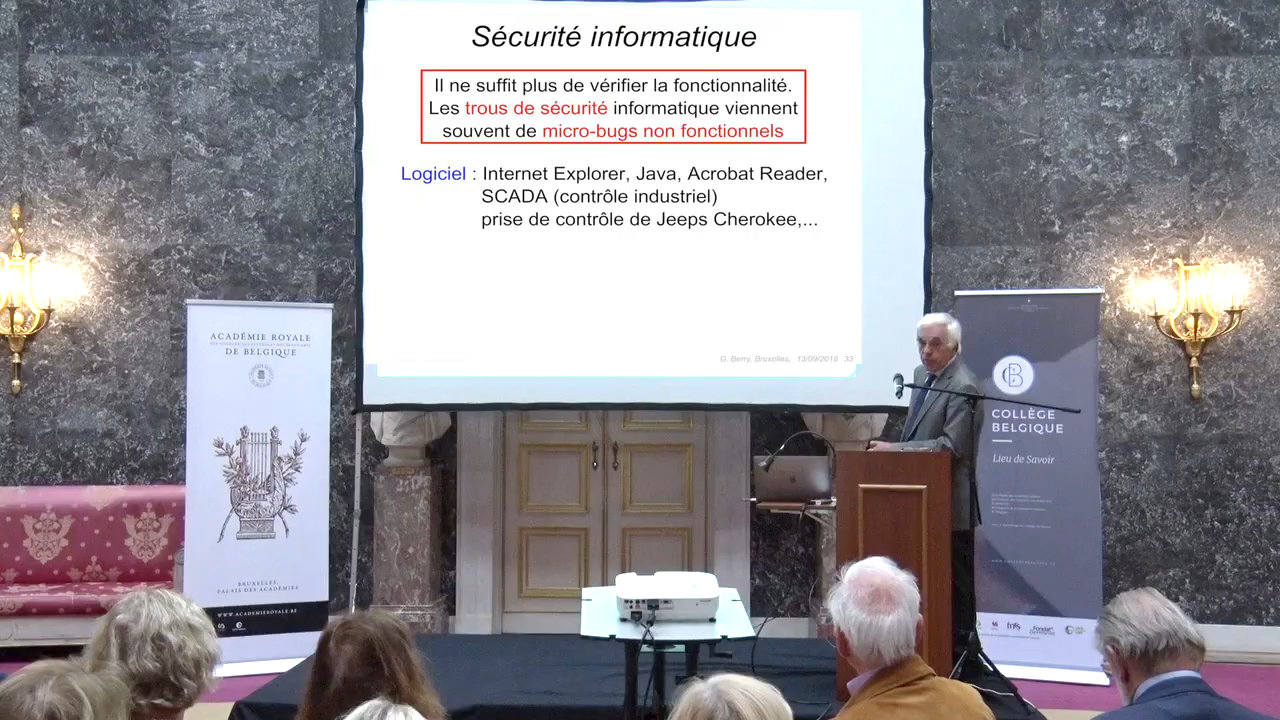 Sécurité informatique
Il ne suffit plus de vérifier la fonctionnalité.
Les trous de sécurité informatique viennent
souvent de micro-bugs non fonctionnels
Logiciel : Internet Explorer, Java, Acrobat Reader,
SCADA (contrôle industriel)
prise de contrôle de Jeeps Cherokee,...
G. Berry, Bruxelles, 13/09/2018 33
ACADÉMIE ROYALE
DE BELGIQUE
BRUXELLES,
PALAIS DES ACADÉMIES
WWW.ACADEMIEROYALE.BE
CB
COLLÈGE
BELGIQUE
Lieu de Savoir
fnrs